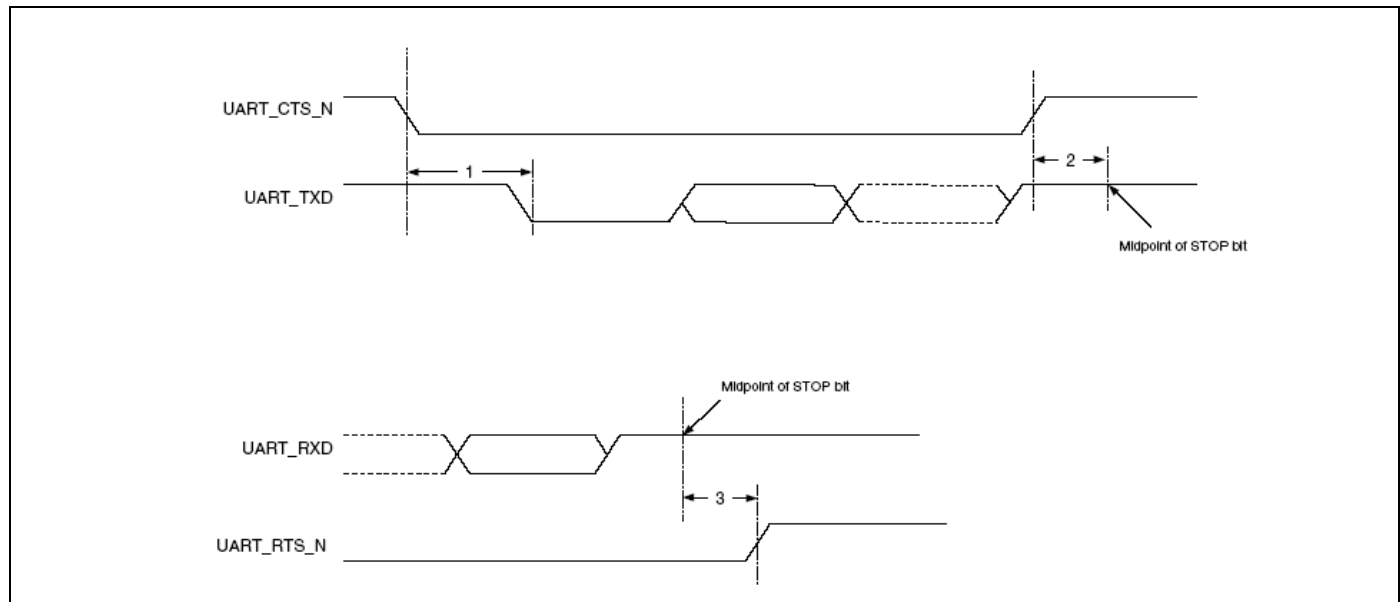 UART_CTS_N
1
2
UART_TXD
Midpoint of STOP bit
Midpoint of STOP bit
UART_RXD
3
UART_RTS_N